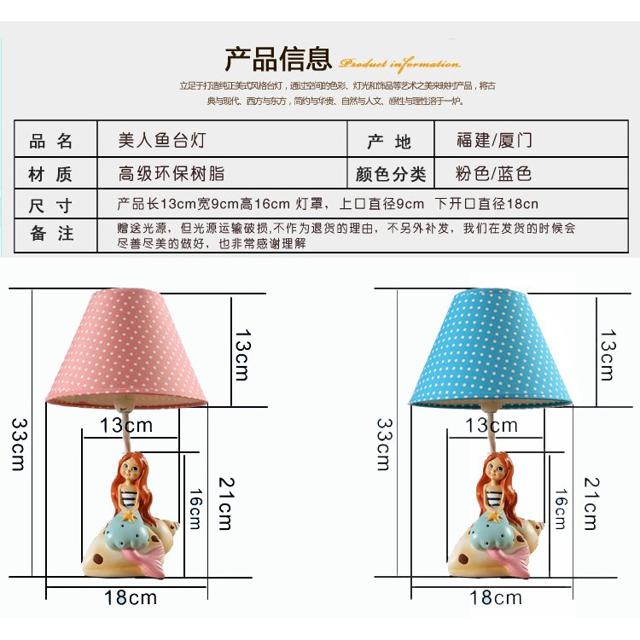 产品信息 Product information.
立足于打造纯正美式风格台灯，通过空间的色彩、灯光和饰品等艺术之美来映衬产品，将古
典与现代、西方与东方，简约与华贵、自然与人文、感性与理性溶于一炉。
品 名 美人鱼台灯 产 地 福建/厦门
材 质 高级环保树脂 颜色分类 粉色/蓝色
尺 寸 产品长13cm宽9cm高16cm 灯罩，上口直径9cm 下开口直径18cn
备 注 赠送光源，但光源运输破损,不作为退货的理由，不另外补发，我们在发货的时候会
尽善尽美的做好，也非常感谢理解
13cm
13cm
33cm
16cm
21cm
18cm
13cm
13cm
33cm
16cm
21cm
18cm